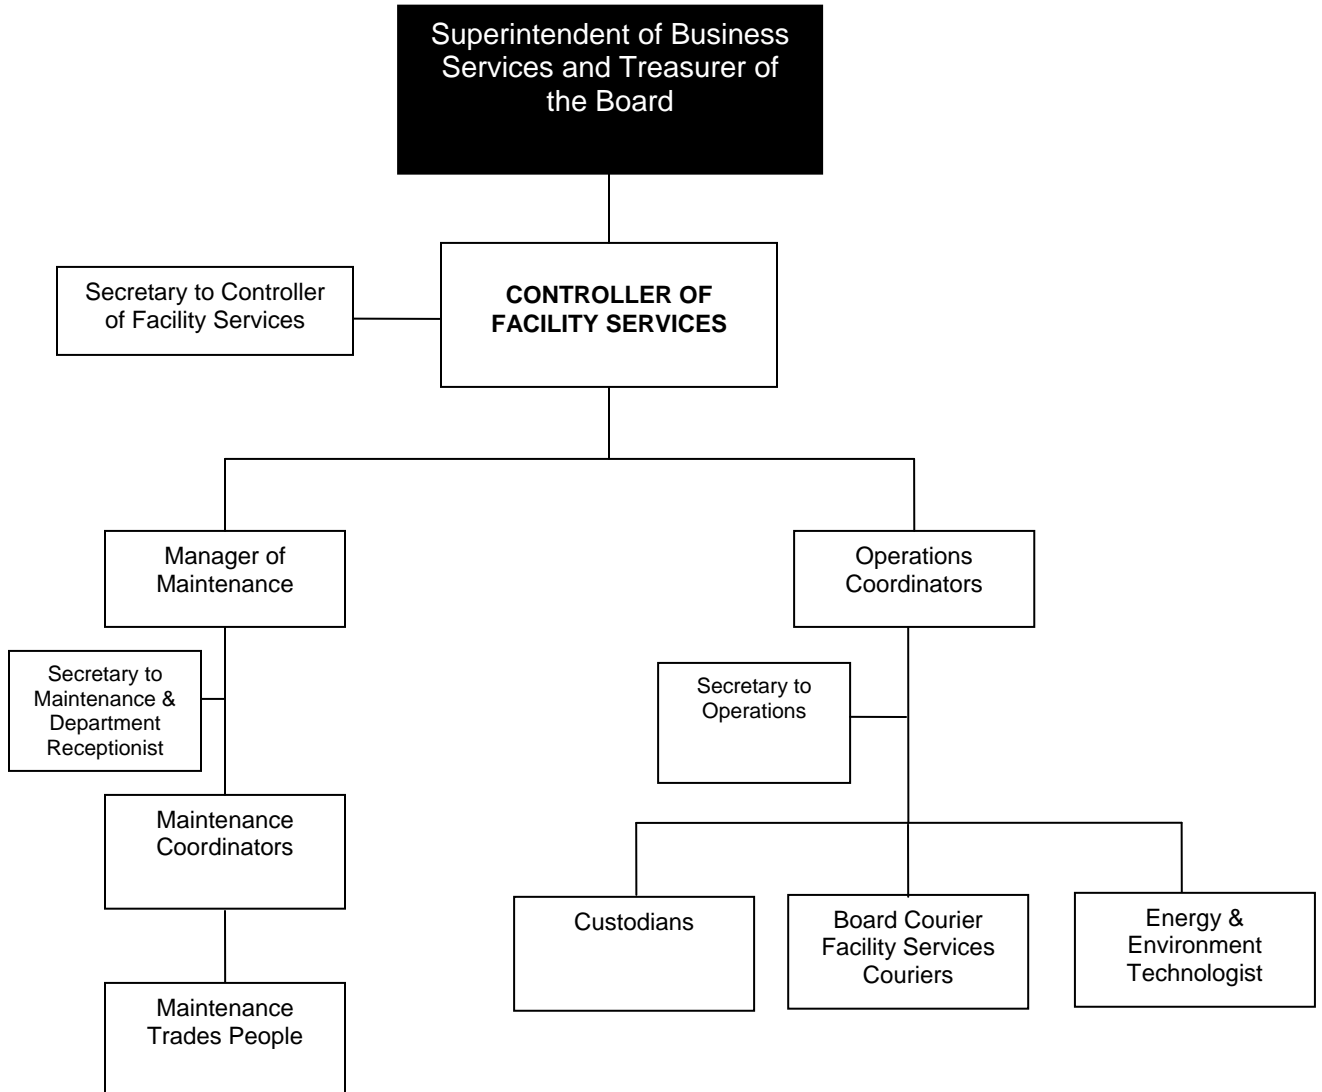 Superintendent of Business
Services and Treasurer of
the Board
Secretary to Controller
of Facility Services
CONTROLLER OF
FACILITY SERVICES
Manager of
Maintenance
Operations
Coordinators
Secretary to
Maintenance &
Department
Receptionist
Secretary to
Operations
Maintenance
Coordinators
Custodians
Board Courier
Facility Services
Couriers
Energy &
Environment
Technologist
Maintenance
Trades People